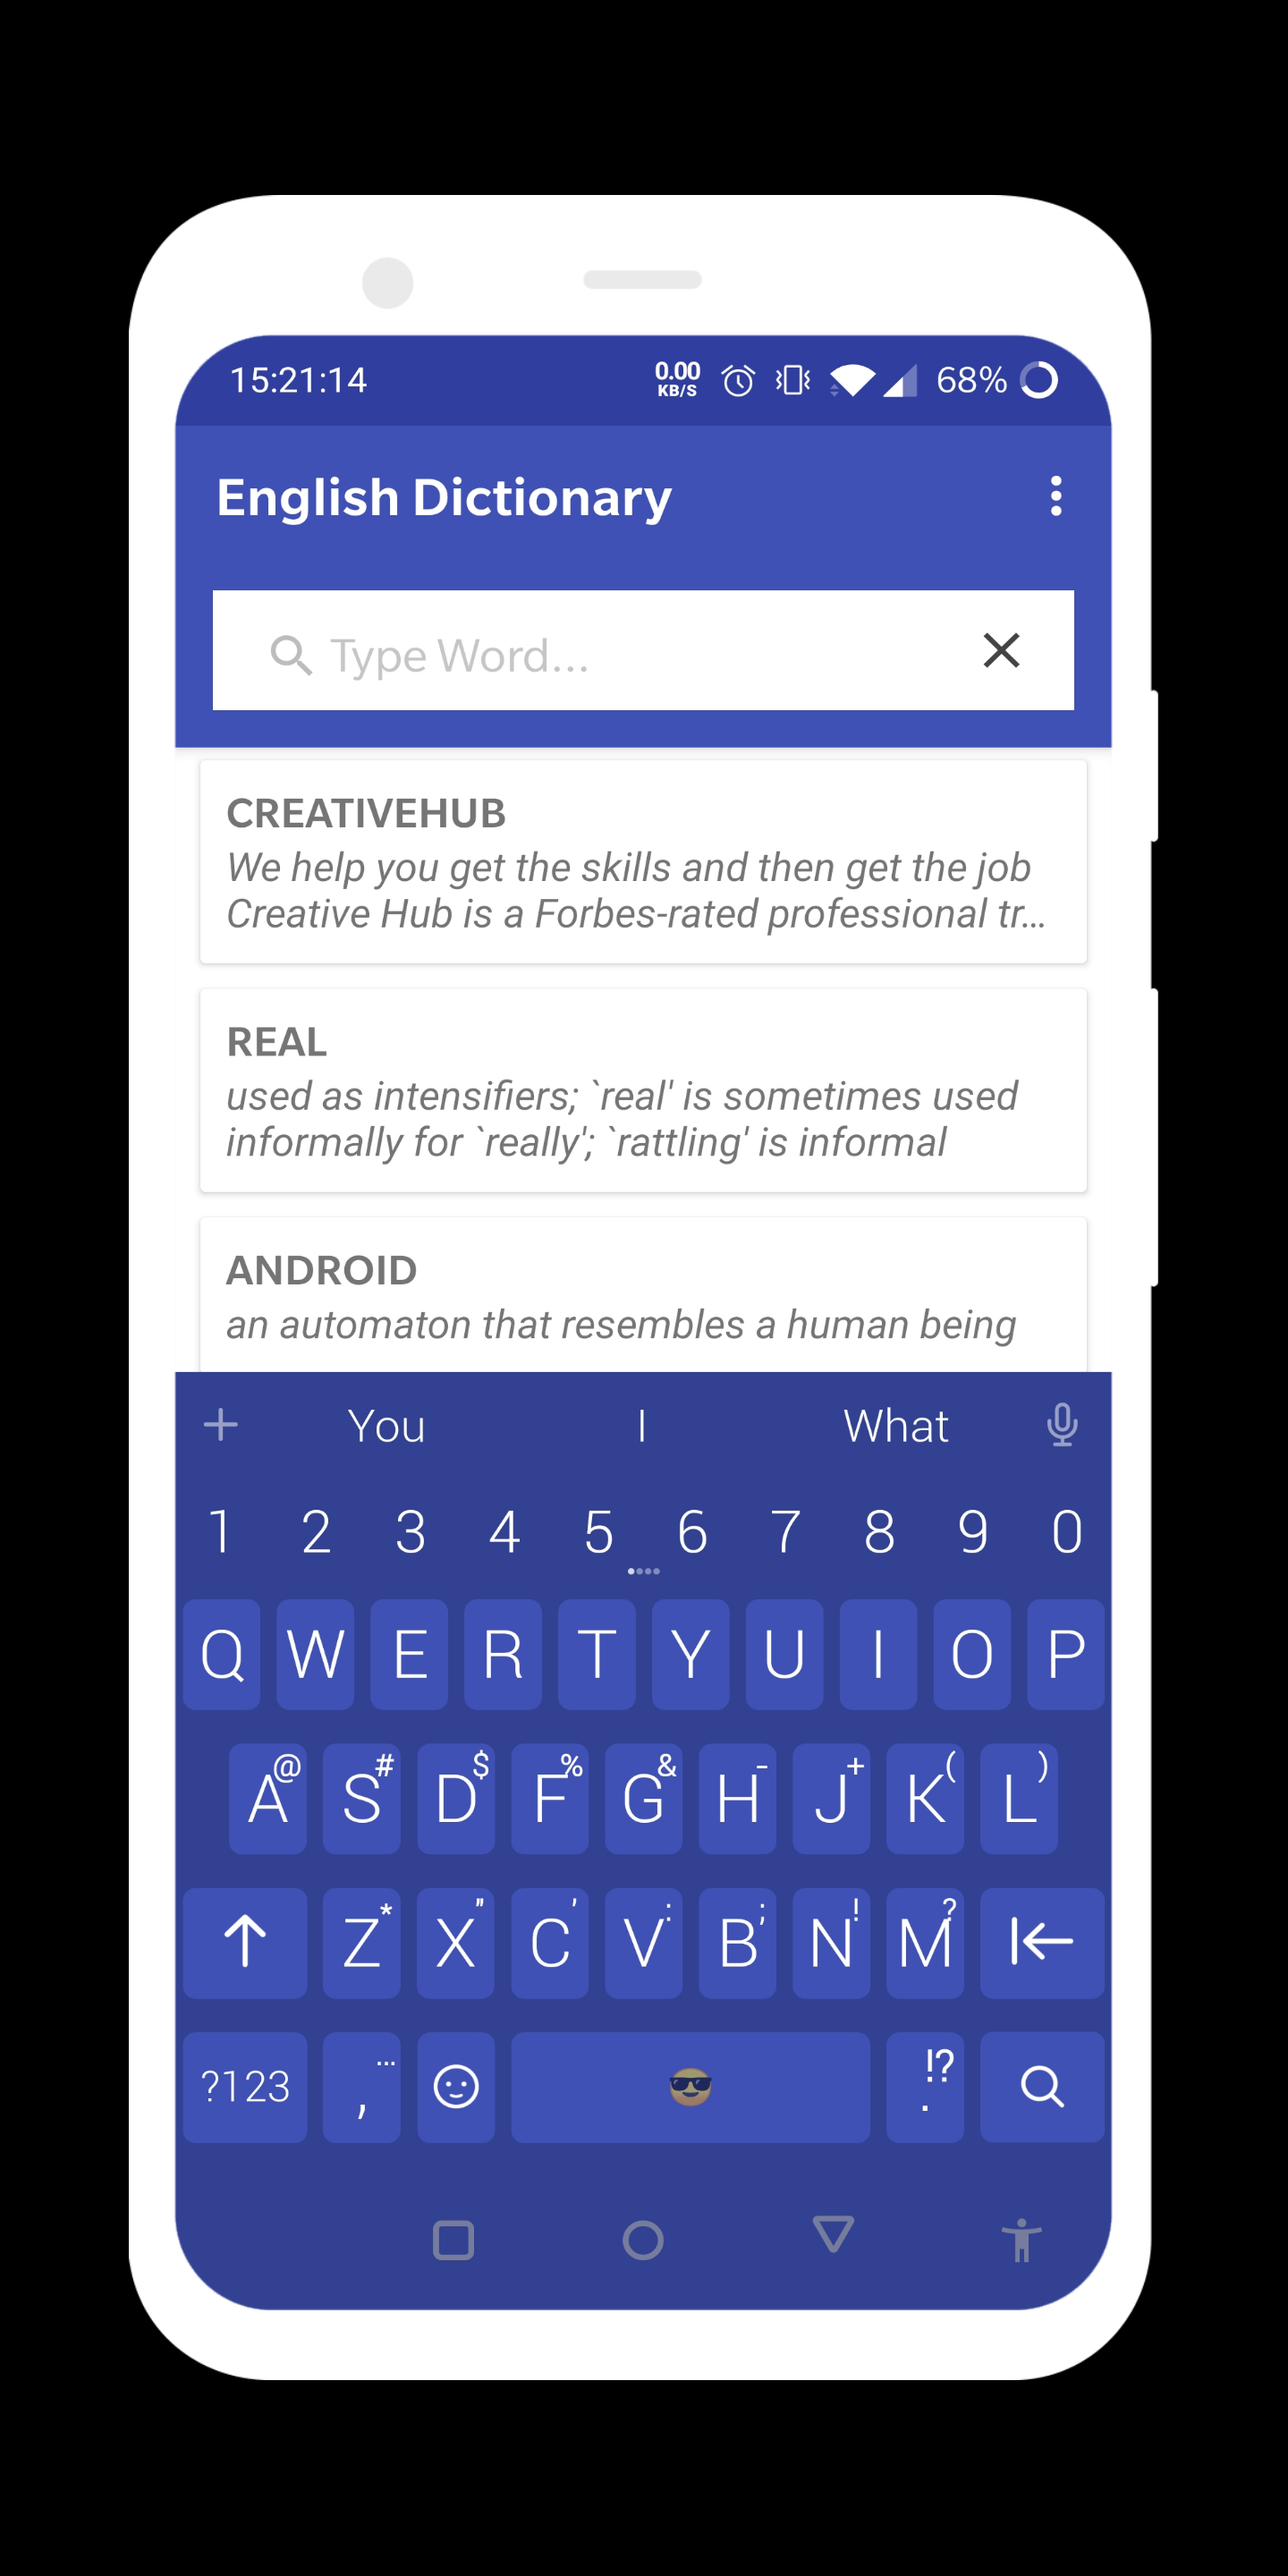 15:21:14 0.00 KB/S 68%
English Dictionary
Type Word...
CREATIVEHUB
We help you get the skills and then get the job
Creative Hub is a Forbes-rated professional tr...
REAL
used as intensifiers; `real' is sometimes used
informally for `really'; `rattling' is informal
ANDROID
an automaton that resembles a human being
You I What
1 2 3 4 5 6 7 8 9 0
Q W E R T Y U I O P
@ # $ % & - + ( )
A S D F G H J K L
* " ' : ; ! ?
Z X C V B N M
... !?
?123 , .